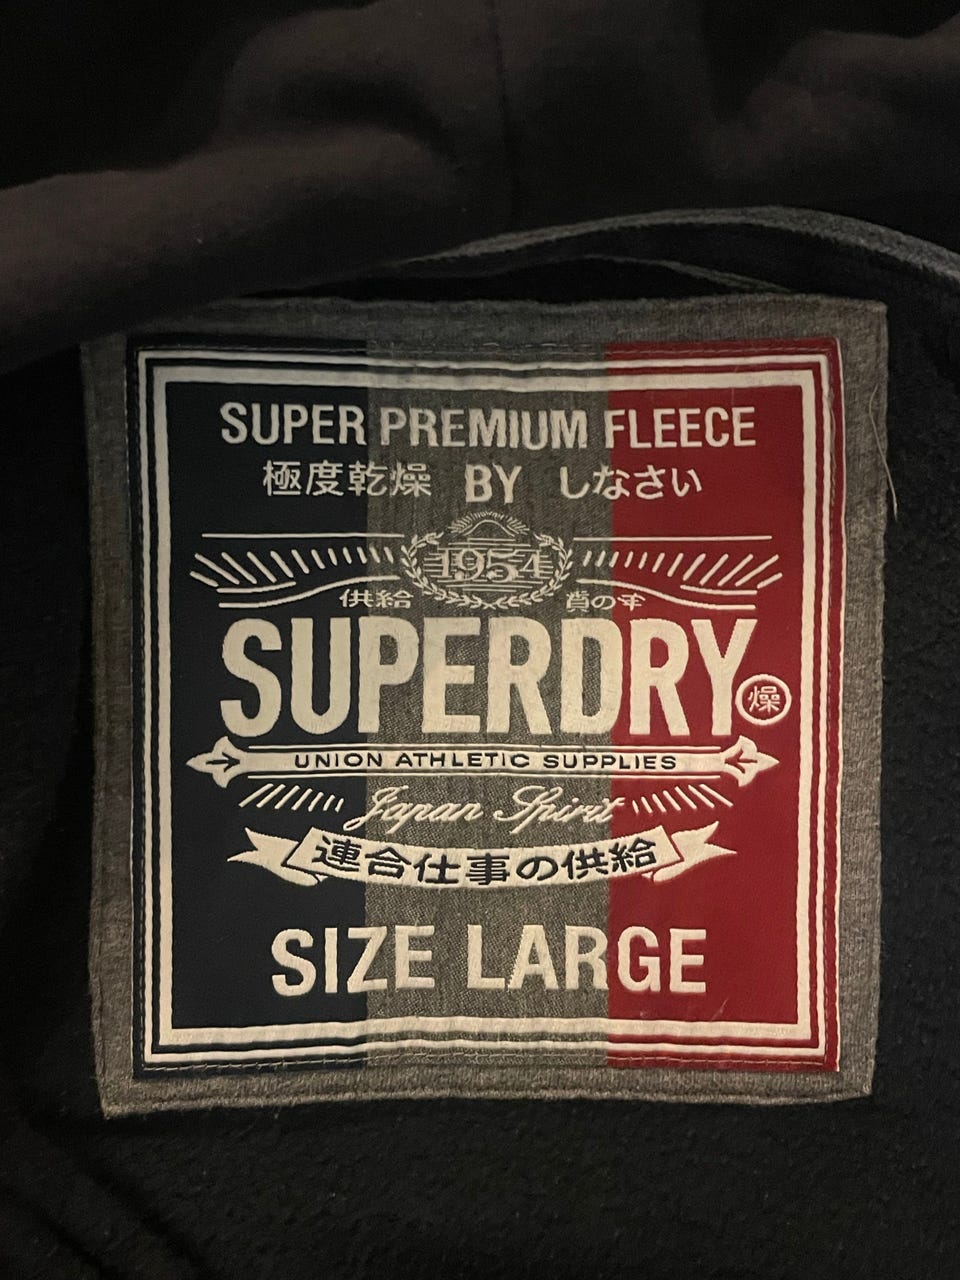 SUPER PREMIUM FLEECE
極度乾燥 BY しなさい
1954
供給
SUPERDRY 燥
UNION ATHLETIC SUPPLIES
Japan Spirit
連合仕事の供給
SIZE LARGE